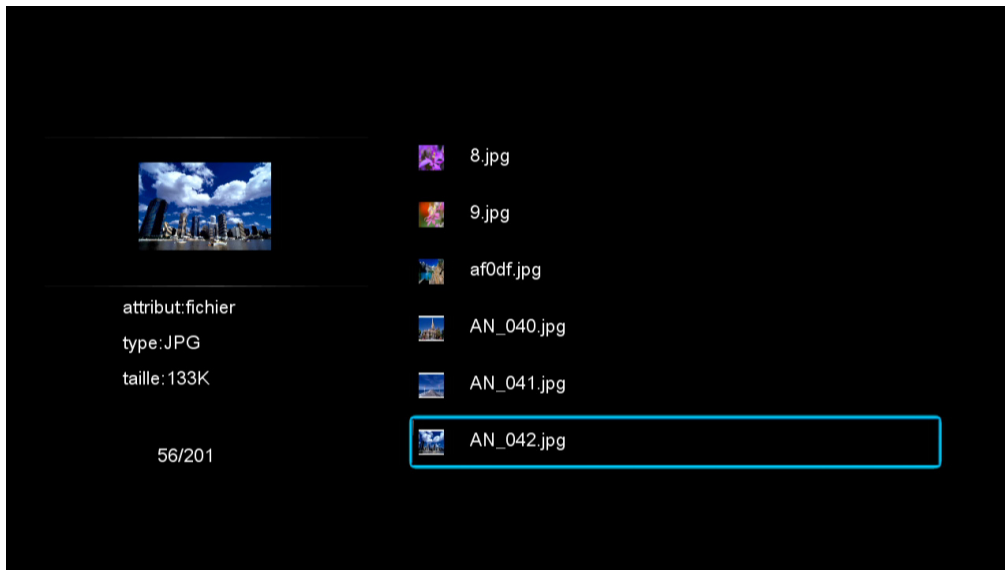 attribut:fichier
type:JPG
taille:133K
56/201
8.jpg
9.jpg
af0df.jpg
AN_040.jpg
AN_041.jpg
AN_042.jpg